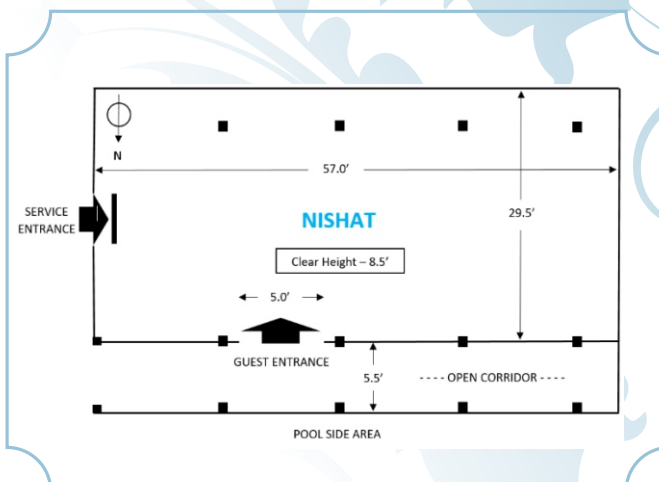 N
57.0’
SERVICE
ENTRANCE
NISHAT
29.5’
Clear Height – 8.5’
5.0’
GUEST ENTRANCE
5.5’
---- OPEN CORRIDOR ----
POOL SIDE AREA